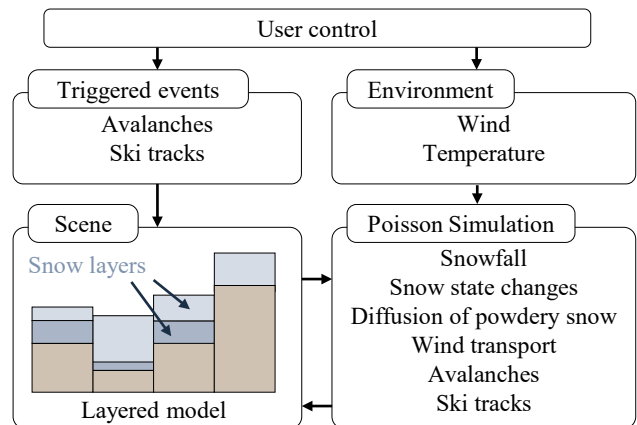 User control
Triggered events
Avalanches
Ski tracks
Environment
Wind
Temperature
Scene
Snow layers
Layered model
Poisson Simulation
Snowfall
Snow state changes
Diffusion of powdery snow
Wind transport
Avalanches
Ski tracks